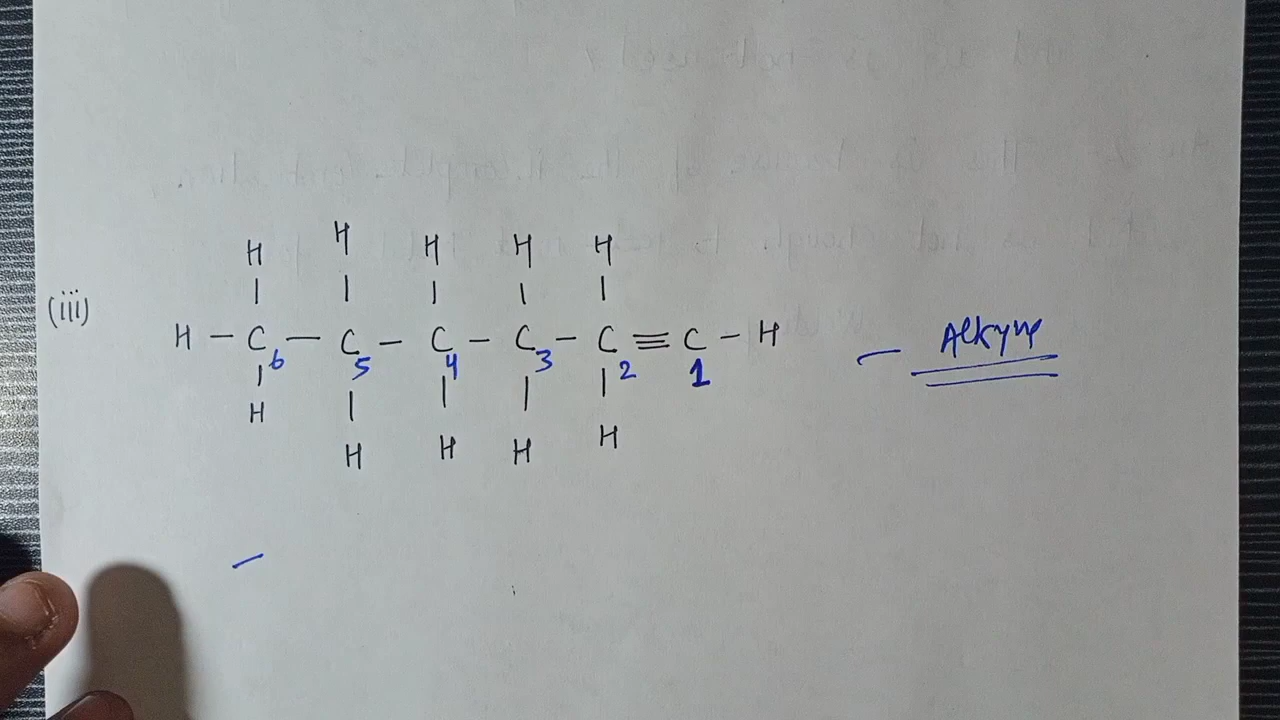 H H H H H
(iii) H - C - C - C - C - C ≡ C - H - Alkyne
6 5 4 3 2 1
H H H H H